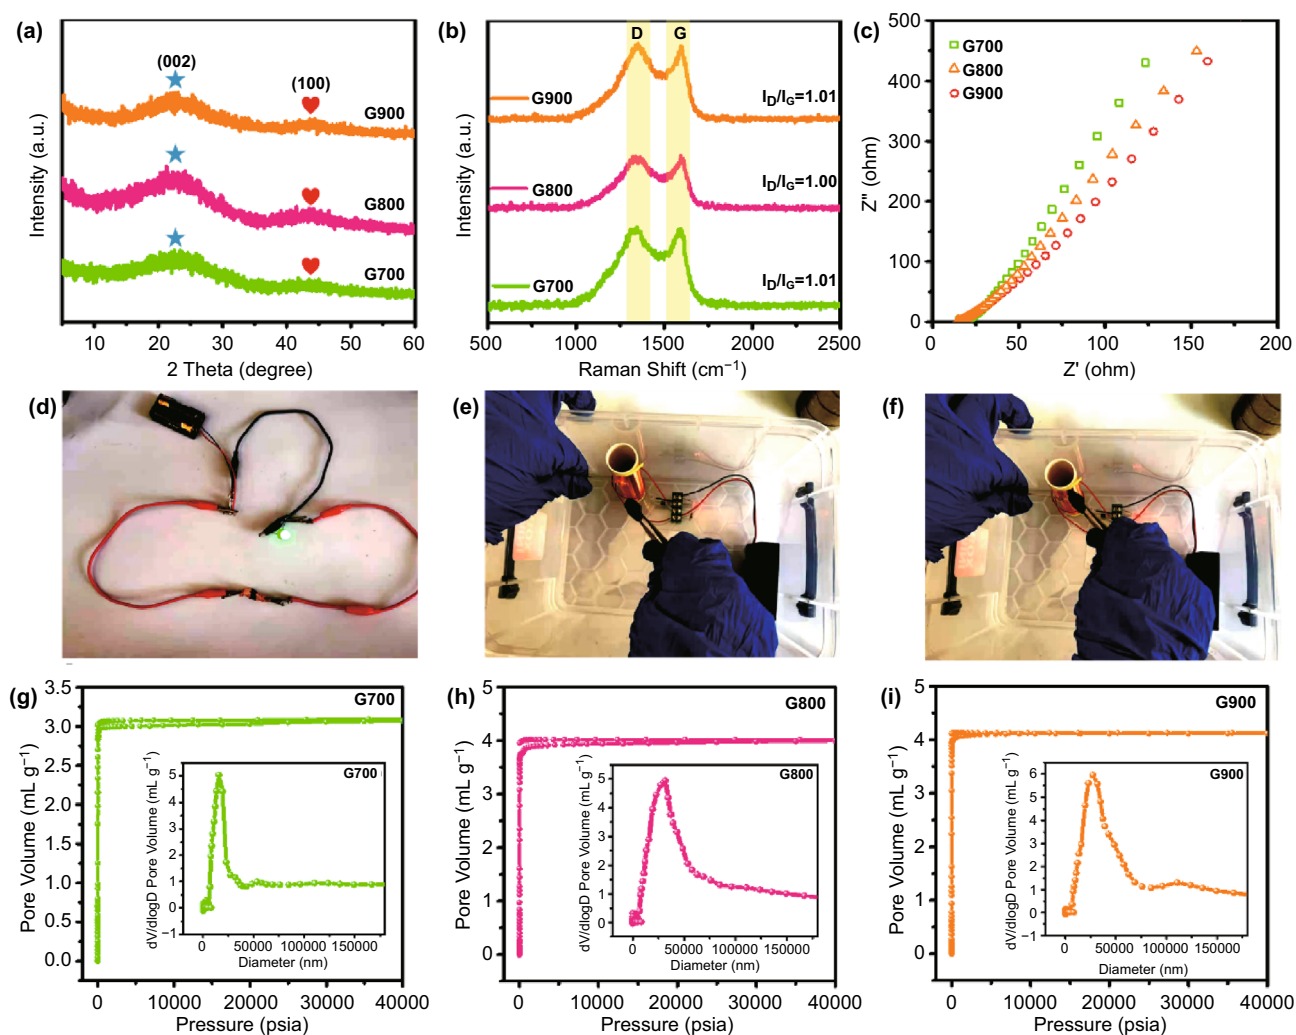 (a)
(002)
(100)
G900
G800
G700
Intensity (a.u.)
10 20 30 40 50 60
2 Theta (degree)
(b)
D G
G900
I_D/I_G=1.01
G800
I_D/I_G=1.00
G700
I_D/I_G=1.01
Intensity (a.u.)
500 1000 1500 2000 2500
Raman Shift (cm⁻¹)
(c)
500
400
300
200
100
0
Z'' (ohm)
G700
G800
G900
0 50 100 150 200
Z' (ohm)
(d)
(e)
(f)
(g)
G700
3.5
3.0
2.5
2.0
1.5
1.0
0.5
0.0
Pore Volume (mL g⁻¹)
0 10000 20000 30000 40000
Pressure (psia)
G700
5
4
3
2
1
0
−1
dV/dlogD Pore Volume (mL g⁻¹)
0 50000 100000 150000
Diameter (nm)
(h)
G800
5
4
3
2
1
0
Pore Volume (mL g⁻¹)
0 10000 20000 30000 40000
Pressure (psia)
G800
5
4
3
2
1
0
dV/dlogD Pore Volume (mL g⁻¹)
0 50000 100000 150000
Diameter (nm)
(i)
G900
5
4
3
2
1
0
Pore Volume (mL g⁻¹)
0 10000 20000 30000 40000
Pressure (psia)
G900
6
5
4
3
2
1
0
−1
dV/dlogD Pore Volume (mL g⁻¹)
0 50000 100000 150000
Diameter (nm)